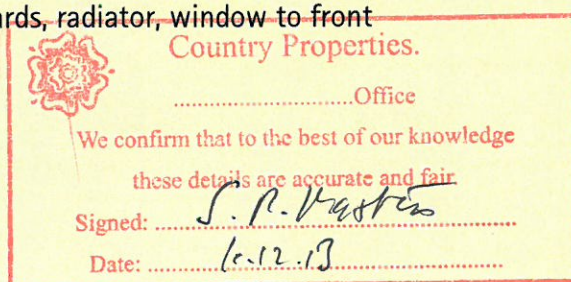 rds, radiator, window to front
Country Properties.
..............................Office
We confirm that to the best of our knowledge
these details are accurate and fair
Signed: S. P.
Date: 12.13